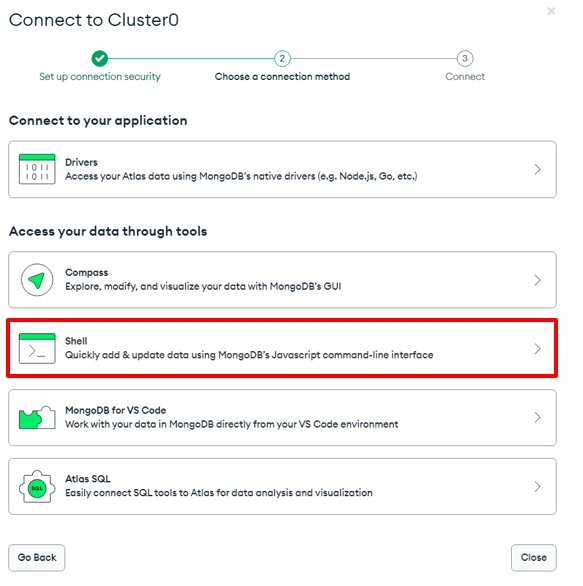 Connect to Cluster0
2
3
Set up connection security
Choose a connection method
Connect
Connect to your application
1011
1011
Drivers
Access your Atlas data using MongoDB's native drivers (e.g. Node.js, Go, etc.)
Access your data through tools
Compass
Explore, modify, and visualize your data with MongoDB's GUI
>_
Shell
Quickly add & update data using MongoDB's Javascript command-line interface
MongoDB for VS Code
Work with your data in MongoDB directly from your VS Code environment
SQL
Atlas SQL
Easily connect SQL tools to Atlas for data analysis and visualization
Go Back
Close